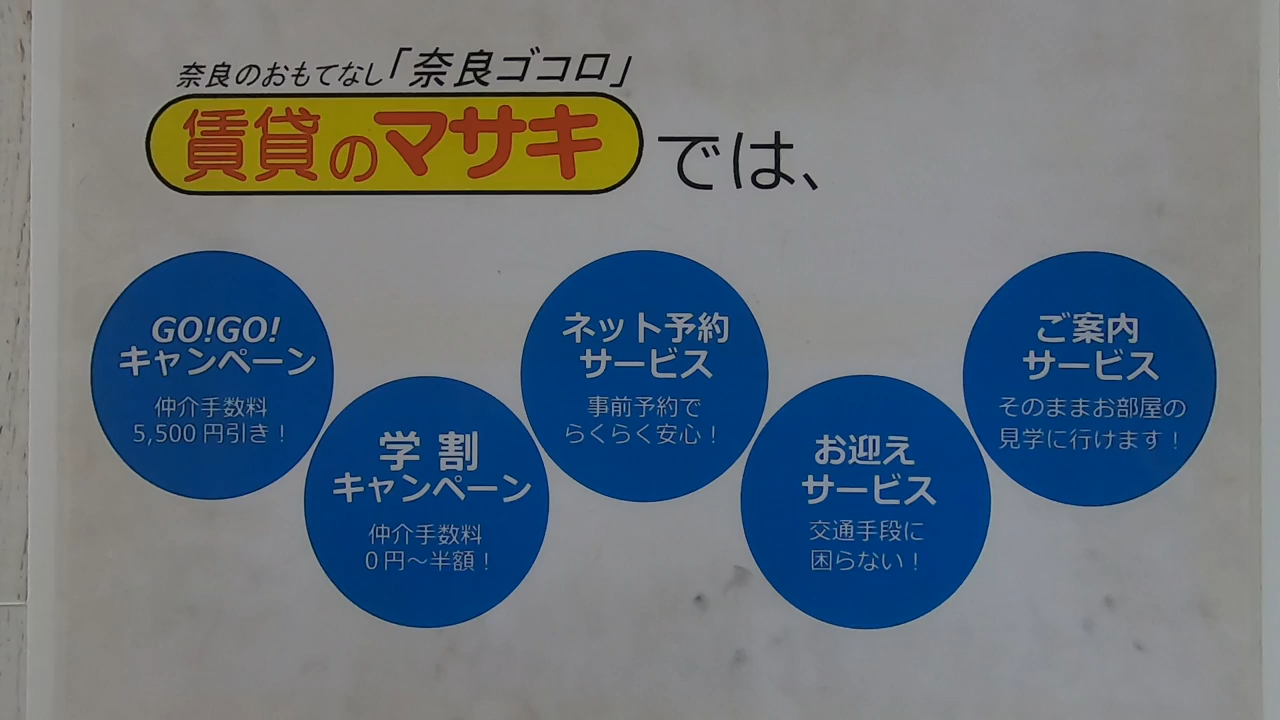 奈良のおもてなし「奈良ゴコロ」
賃貸のマサキでは、
GO!GO!
キャンペーン
仲介手数料
5,500円引き！
学割
キャンペーン
仲介手数料
0円～半額！
ネット予約
サービス
事前予約で
らくらく安心！
お迎え
サービス
交通手段に
困らない！
ご案内
サービス
そのままお部屋の
見学に行けます！